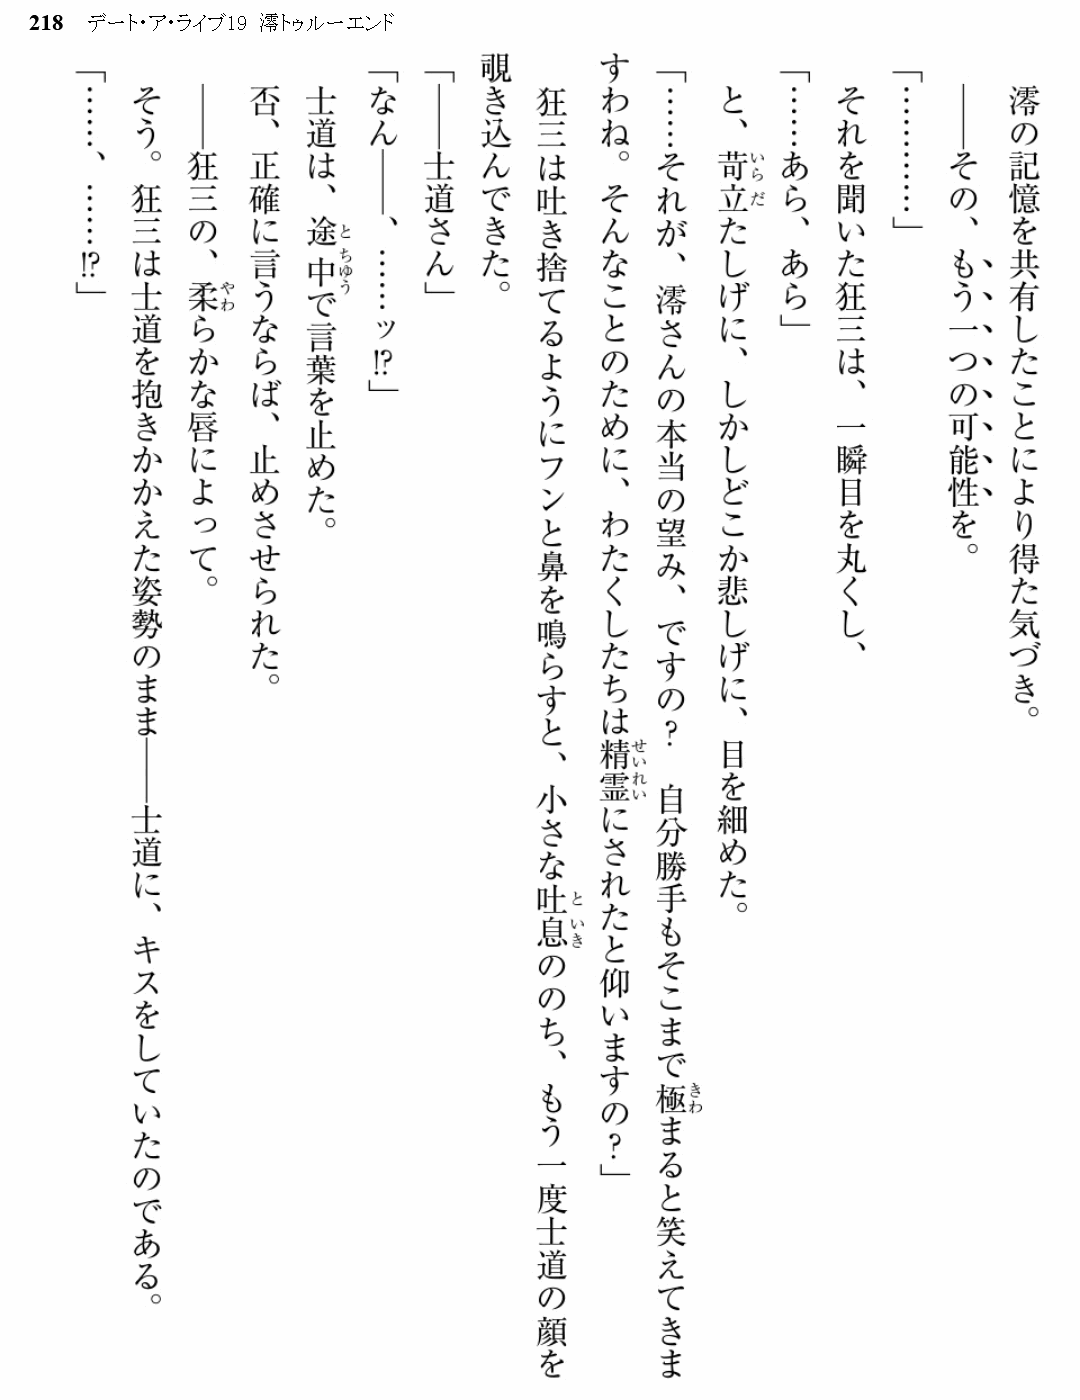 218 デート・ア・ライブ19 澪トゥルーエンド
澪の記憶を共有したことにより得た気づき。
――その、もう一つの可能性を。
「…………」
それを聞いた狂三は、一瞬目を丸くし、
「……あら、あら」
と、苛立たしげに、しかしどこか悲しげに、目を細めた。
「……それが、澪さんの本当の望み、ですの？　自分勝手もそこまで極まると笑えてきま
すわね。そんなことのために、わたくしたちは精霊にされたと仰いますの？」
狂三は吐き捨てるようにフンと鼻を鳴らすと、小さな吐息ののち、もう一度士道の顔を
覗き込んできた。
「――士道さん」
「なん――、……ッ!?」
士道は、途中で言葉を止めた。
否、正確に言うならば、止めさせられた。
――狂三の、柔らかな唇によって。
そう。狂三は士道を抱きかかえた姿勢のまま――士道に、キスをしていたのである。
「……、……!?」